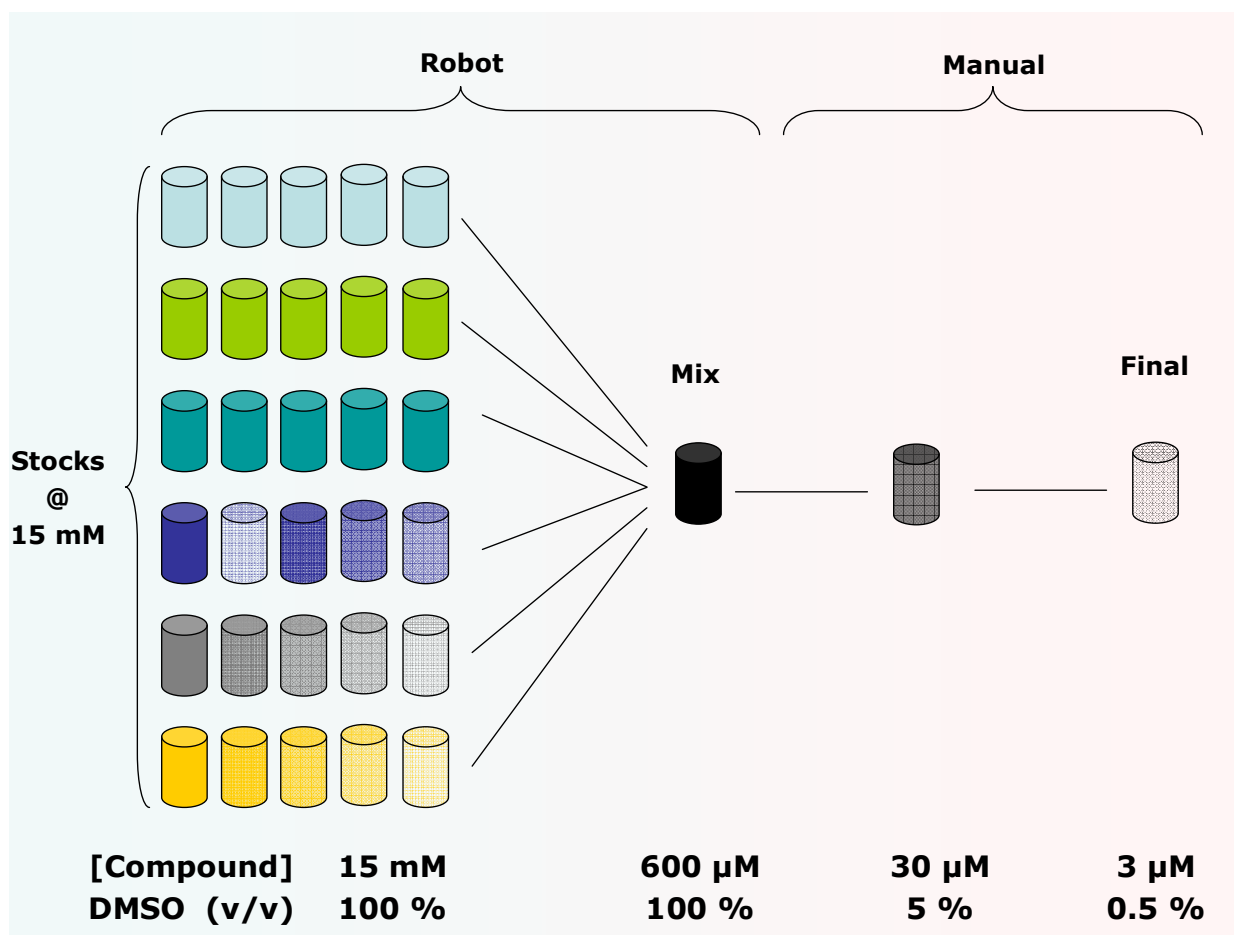 Robot
Manual
Mix
Final
Stocks
@
15 mM
[Compound] 15 mM 600 µM 30 µM 3 µM
DMSO (v/v) 100 % 100 % 5 % 0.5 %